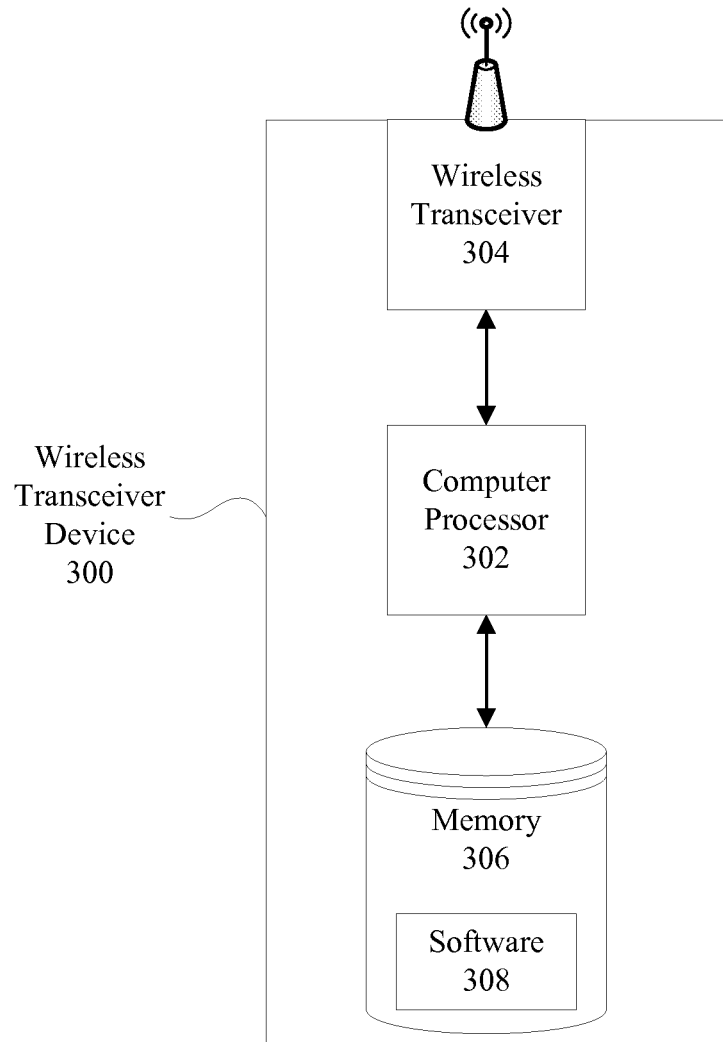 Wireless
Transceiver
304
Computer
Processor
302
Wireless
Transceiver
Device
300
Memory
306
Software
308